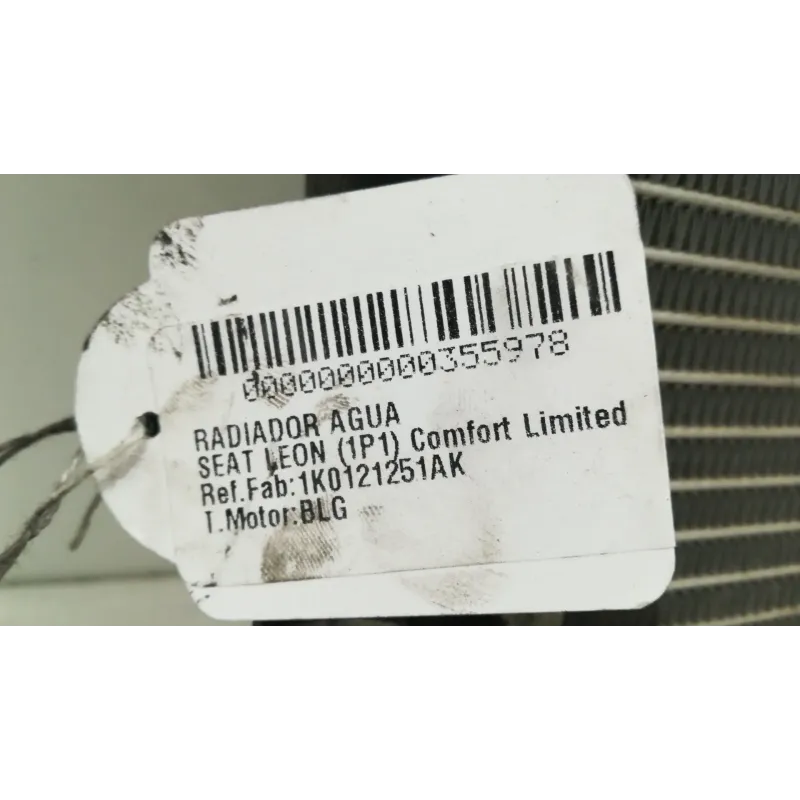 0000000000355978
RADIADOR AGUA
SEAT LEON (1P1) Comfort Limited
Ref.Fab:1K0121251AK
T.Motor:BLG